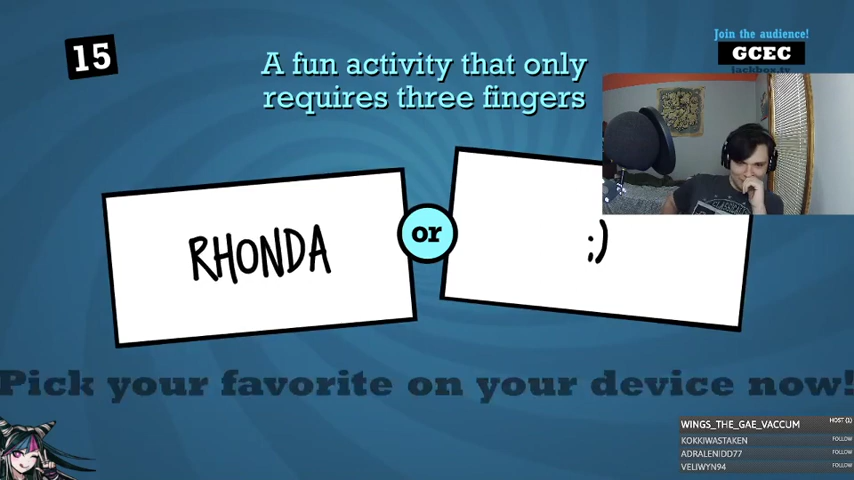 15
A fun activity that only
requires three fingers
Join the audience!
GCEC
jackbox.tv
RHONDA
or
;)
Pick your favorite on your device now!
WINGS_THE_GAE_VACCUM HOST (1)
KOKKIWASTAKEN FOLLOW
ADRALENIDD77 FOLLOW
VELIWYN94 FOLLOW